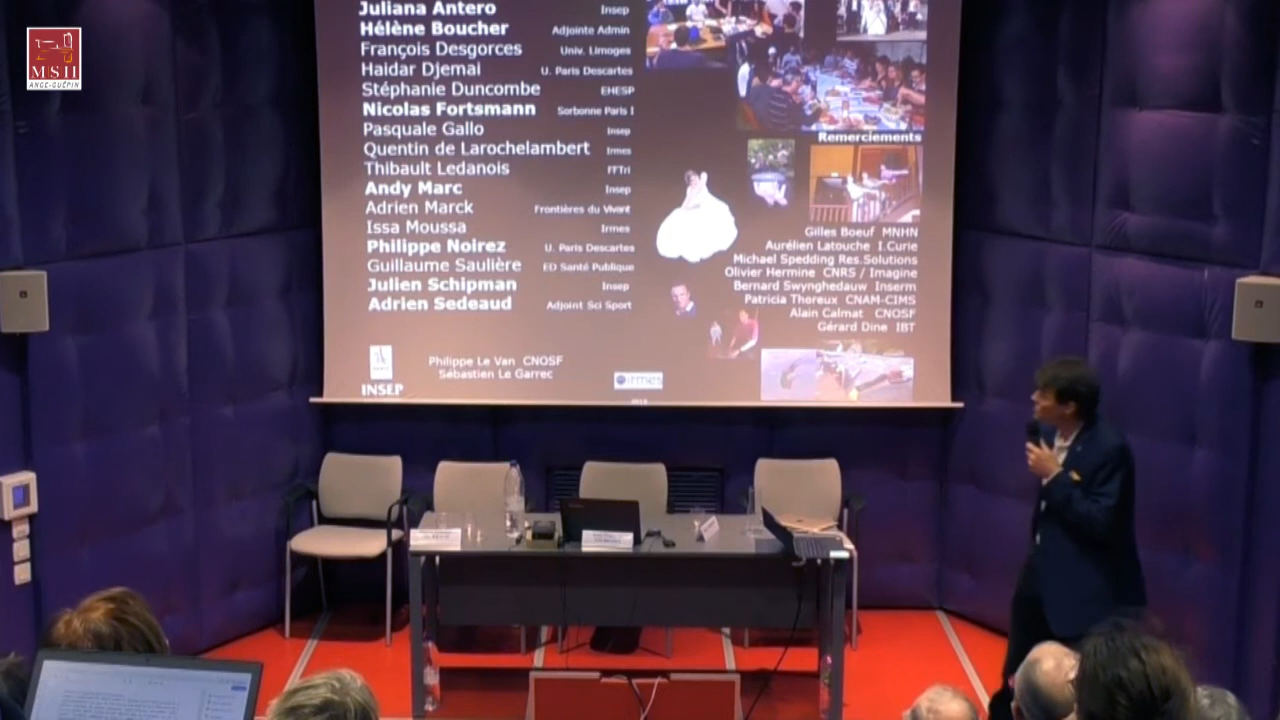 MSH
ANGE-GUÉPIN
Juliana Antero Insep
Hélène Boucher Adjointe Admin
François Desgorces Univ. Limoges
Haidar Djemai U. Paris Descartes
Stéphanie Duncombe EHESP
Nicolas Fortsmann Sorbonne Paris I
Pasquale Gallo Insep
Quentin de Larochelambert Irmes
Thibault Ledanois FFTri
Andy Marc Insep
Adrien Marck Frontières du Vivant
Issa Moussa Irmes
Philippe Noirez U. Paris Descartes
Guillaume Saulière ED Santé Publique
Julien Schipman Insep
Adrien Sedeaud Adjoint Sci Sport
Remerciements
Gilles Boeuf MNHN
Aurélien Latouche I.Curie
Michael Spedding Res.Solutions
Olivier Hermine CNRS / Imagine
Bernard Swynghedauw Inserm
Patricia Thoreux CNAM-CIMS
Alain Calmat CNOSF
Gérard Dine IBT
INSEP
Philippe Le Van CNOSF
Sébastien Le Garrec
irmes